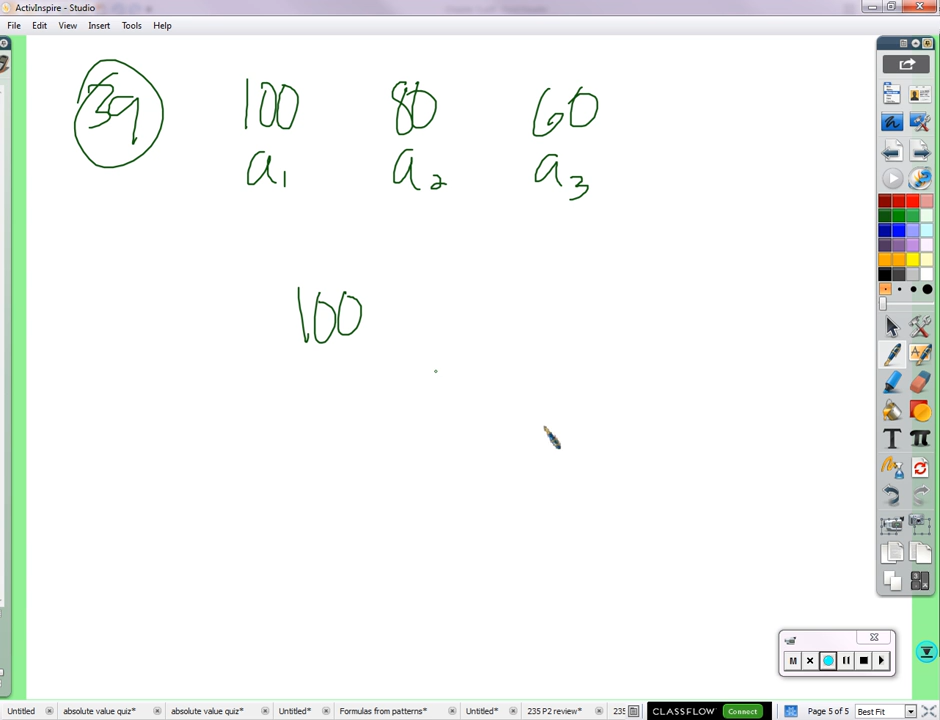 ActivInspire - Studio
File Edit View Insert Tools Help
39 100 80 60
a1 a2 a3
100
M
Untitled absolute value quiz* absolute value quiz* Untitled* Formulas from patterns* Untitled* 235 P2 review* 235 CLASSFLOW Connect Page 5 of 5 Best Fit